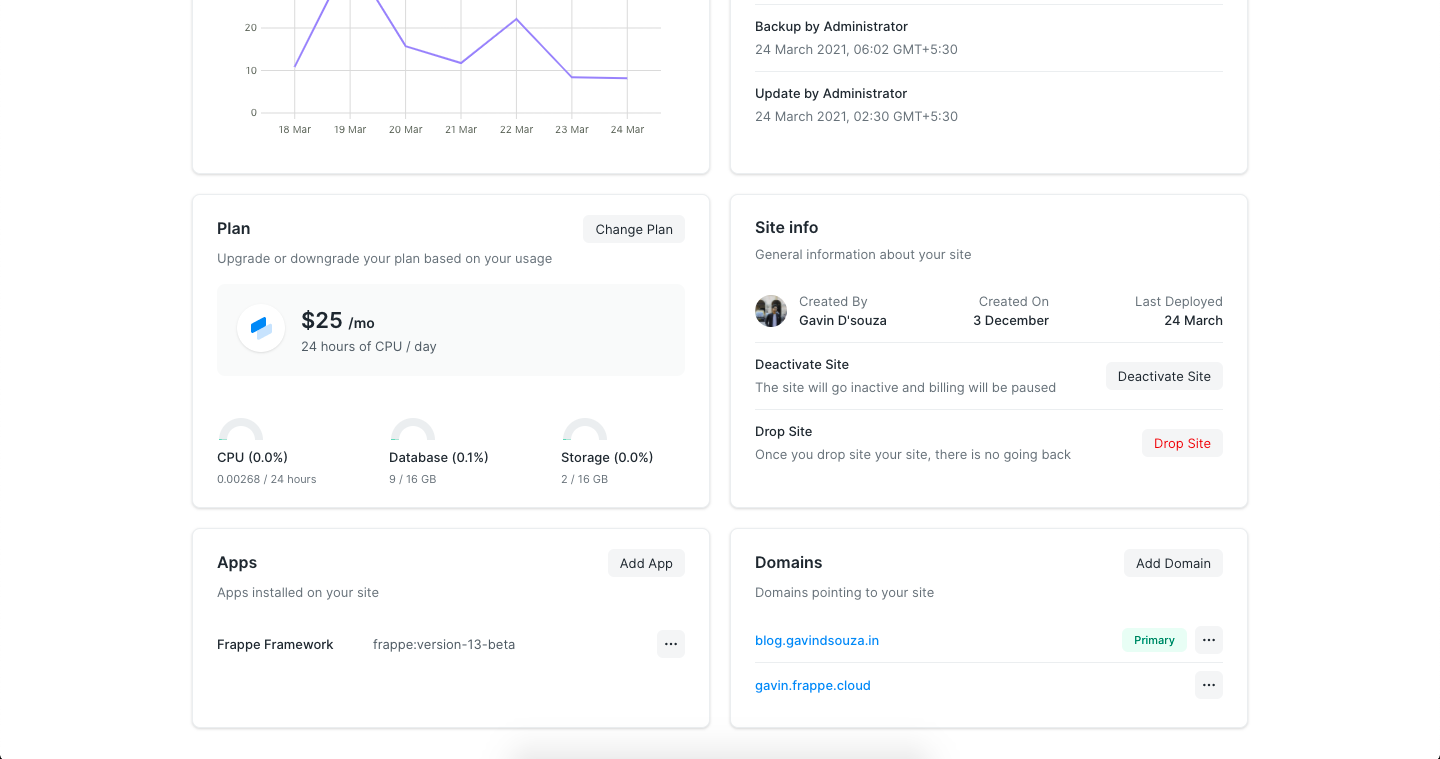 20
10
0
18 Mar 19 Mar 20 Mar 21 Mar 22 Mar 23 Mar 24 Mar
Backup by Administrator
24 March 2021, 06:02 GMT+5:30
Update by Administrator
24 March 2021, 02:30 GMT+5:30
Plan
Change Plan
Upgrade or downgrade your plan based on your usage
$25 /mo
24 hours of CPU / day
CPU (0.0%) Database (0.1%) Storage (0.0%)
0.00268 / 24 hours 9 / 16 GB 2 / 16 GB
Site info
General information about your site
Created By Created On Last Deployed
Gavin D'souza 3 December 24 March
Deactivate Site
The site will go inactive and billing will be paused
Deactivate Site
Drop Site
Once you drop site your site, there is no going back
Drop Site
Apps
Add App
Apps installed on your site
Frappe Framework frappe:version-13-beta
Domains
Add Domain
Domains pointing to your site
blog.gavindsouza.in Primary
gavin.frappe.cloud